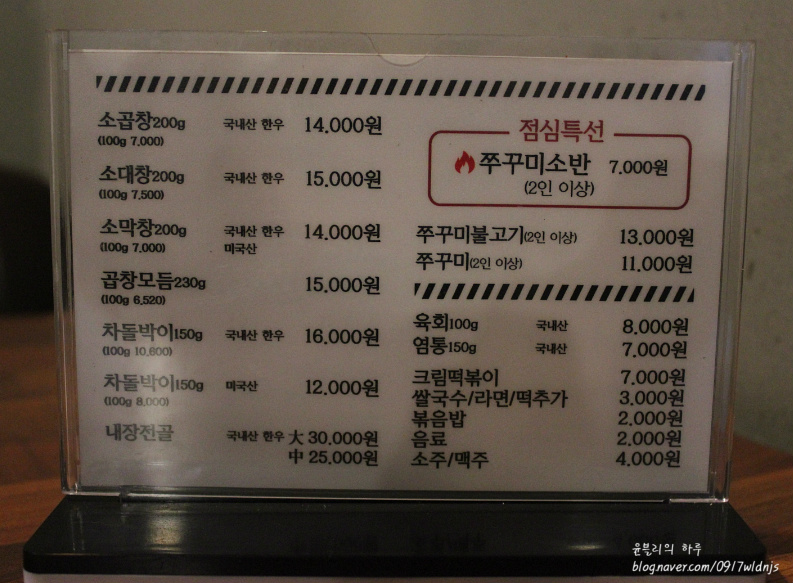 소곱창200g 국내산 한우 14.000원
(100g 7.000)
소대창200g 국내산 한우 15.000원
(100g 7.500)
소막창200g 국내산 한우 14.000원
(100g 7.000) 미국산
곱창모듬230g 15.000원
(100g 6.520)
차돌박이150g 국내산 한우 16.000원
(100g 10,600)
차돌박이150g 미국산 12.000원
(100g 8,000)
내장전골 국내산 한우 大 30.000원
中 25.000원
점심특선
쭈꾸미소반 7.000원
(2인 이상)
쭈꾸미불고기(2인 이상) 13.000원
쭈꾸미(2인 이상) 11.000원
육회100g 국내산 8.000원
염통150g 국내산 7.000원
크림떡볶이 7.000원
쌀국수/라면/떡추가 3.000원
볶음밥 2.000원
음료 2.000원
소주/맥주 4.000원
윤블리의 하루
blog.naver.com/0917wldnjs